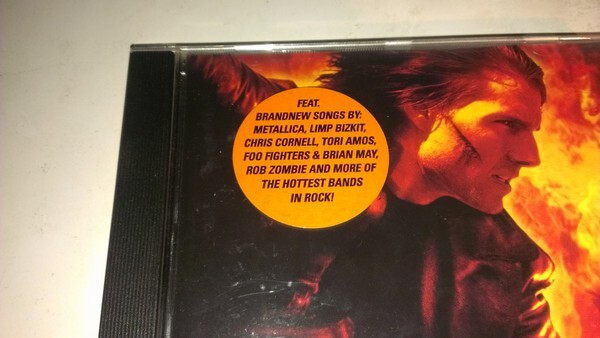 FEAT.
BRANDNEW SONGS BY:
METALLICA, LIMP BIZKIT,
CHRIS CORNELL, TORI AMOS,
FOO FIGHTERS & BRIAN MAY,
ROB ZOMBIE AND MORE OF
THE HOTTEST BANDS
IN ROCK!